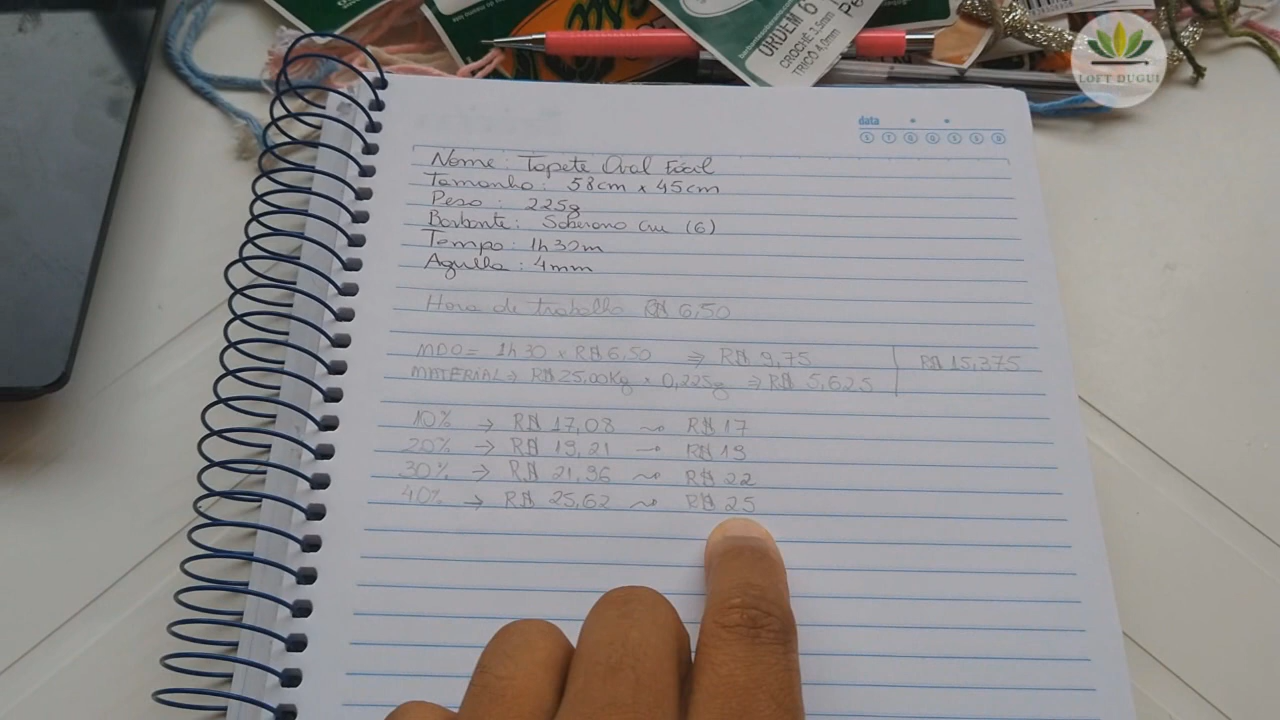 ORDEM 6
CROCHÊ 3,5mm
TRICÔ 4,0mm
Pe
LOFT DUGUI
data
S T Q Q S S D
Nome: Tapete Oval Fácil
Tamanho: 58cm x 45cm
Peso: 225g
Barbante: Soberano Cru (6)
Tempo: 1h30m
Agulha: 4mm
Hora de trabalho R$ 6,50
MDO = 1h30 x R$6,50 ⇒ R$ 9,75 R$ 15,375
MATERIAL → R$25,00Kg x 0,225g ⇒ R$ 5,625
10% → R$ 17,08 ~ R$ 17
20% → R$ 19,21 → R$ 19
30% → R$ 21,96 ~ R$ 22
40% → R$ 25,62 ~ R$ 25